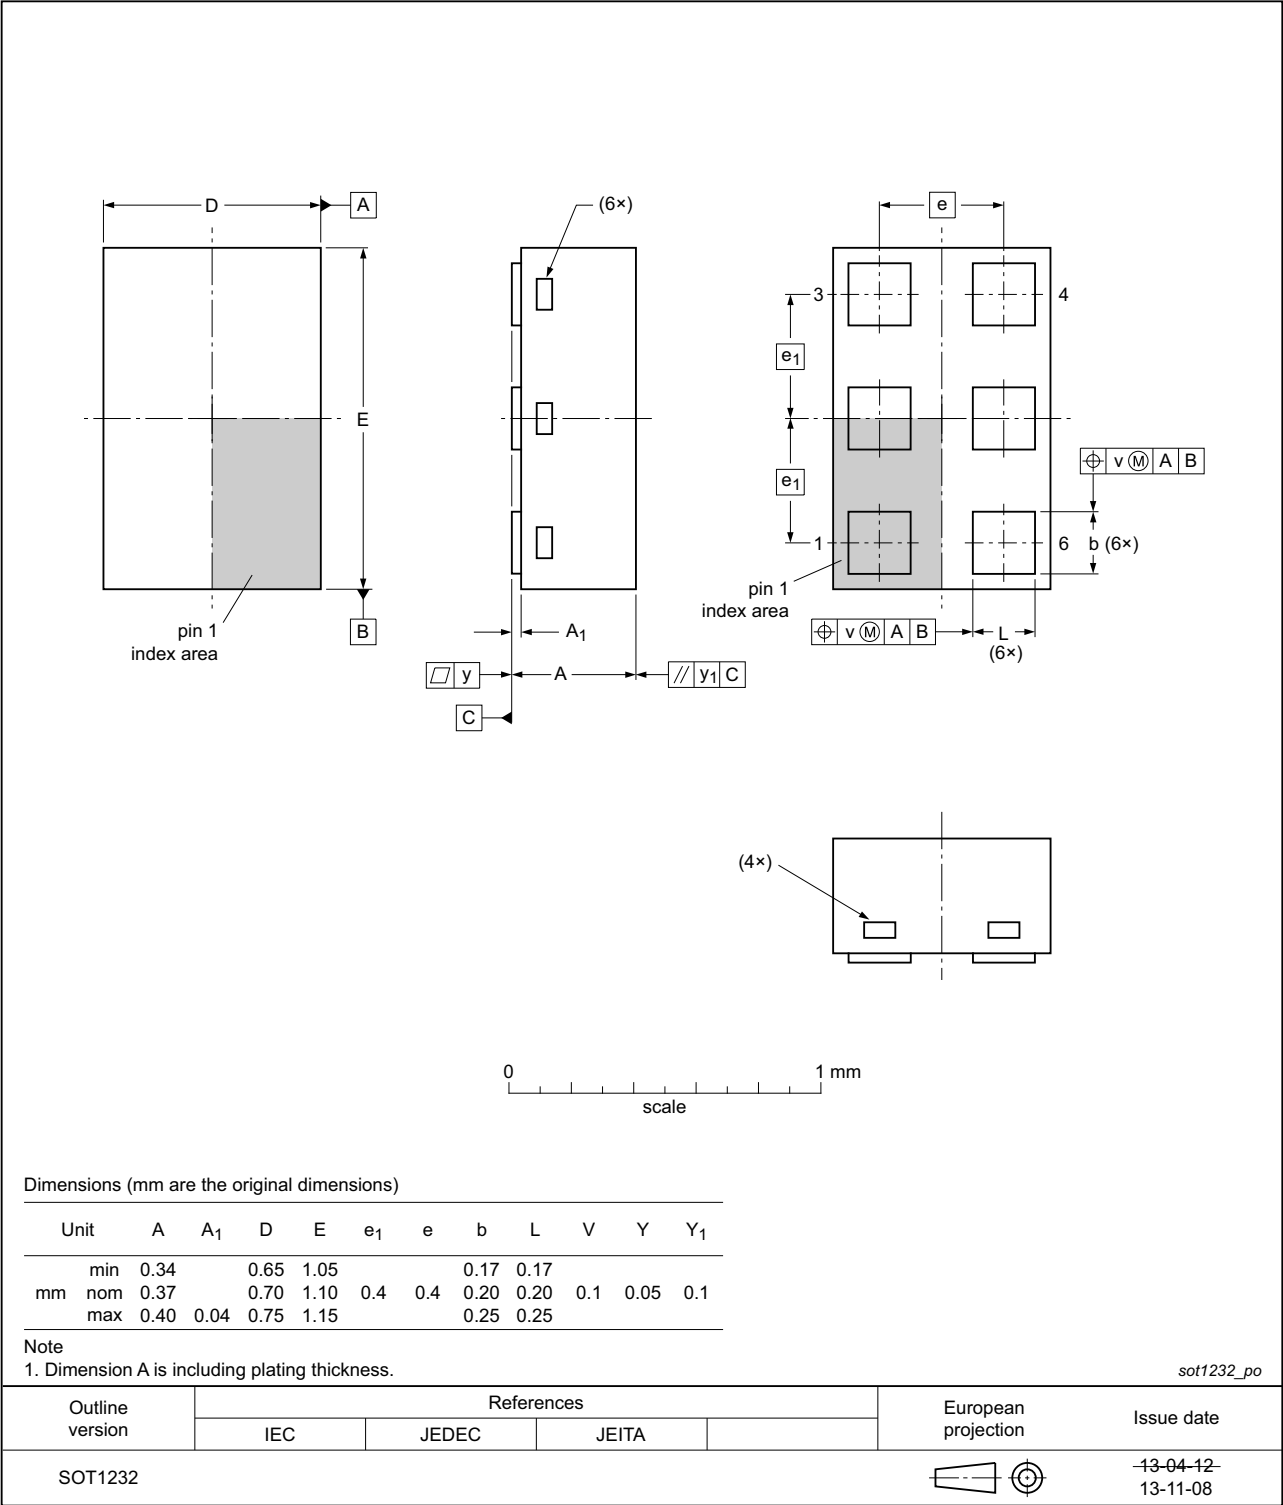 D A (6×) e
3 4
e1
E
e1
v M A B
1 6 b (6×)
pin 1
index area
pin 1
index area
B A1 v M A B L
(6×)
y A // y1 C
C
(4×)
0 1 mm
scale
Dimensions (mm are the original dimensions)
Unit A A1 D E e1 e b L V Y Y1
min 0.34 0.65 1.05 0.17 0.17
mm nom 0.37 0.70 1.10 0.4 0.4 0.20 0.20 0.1 0.05 0.1
max 0.40 0.04 0.75 1.15 0.25 0.25
Note
1. Dimension A is including plating thickness.
sot1232_po
Outline
version
References
IEC JEDEC JEITA
European
projection
Issue date
SOT1232
13-04-12
13-11-08